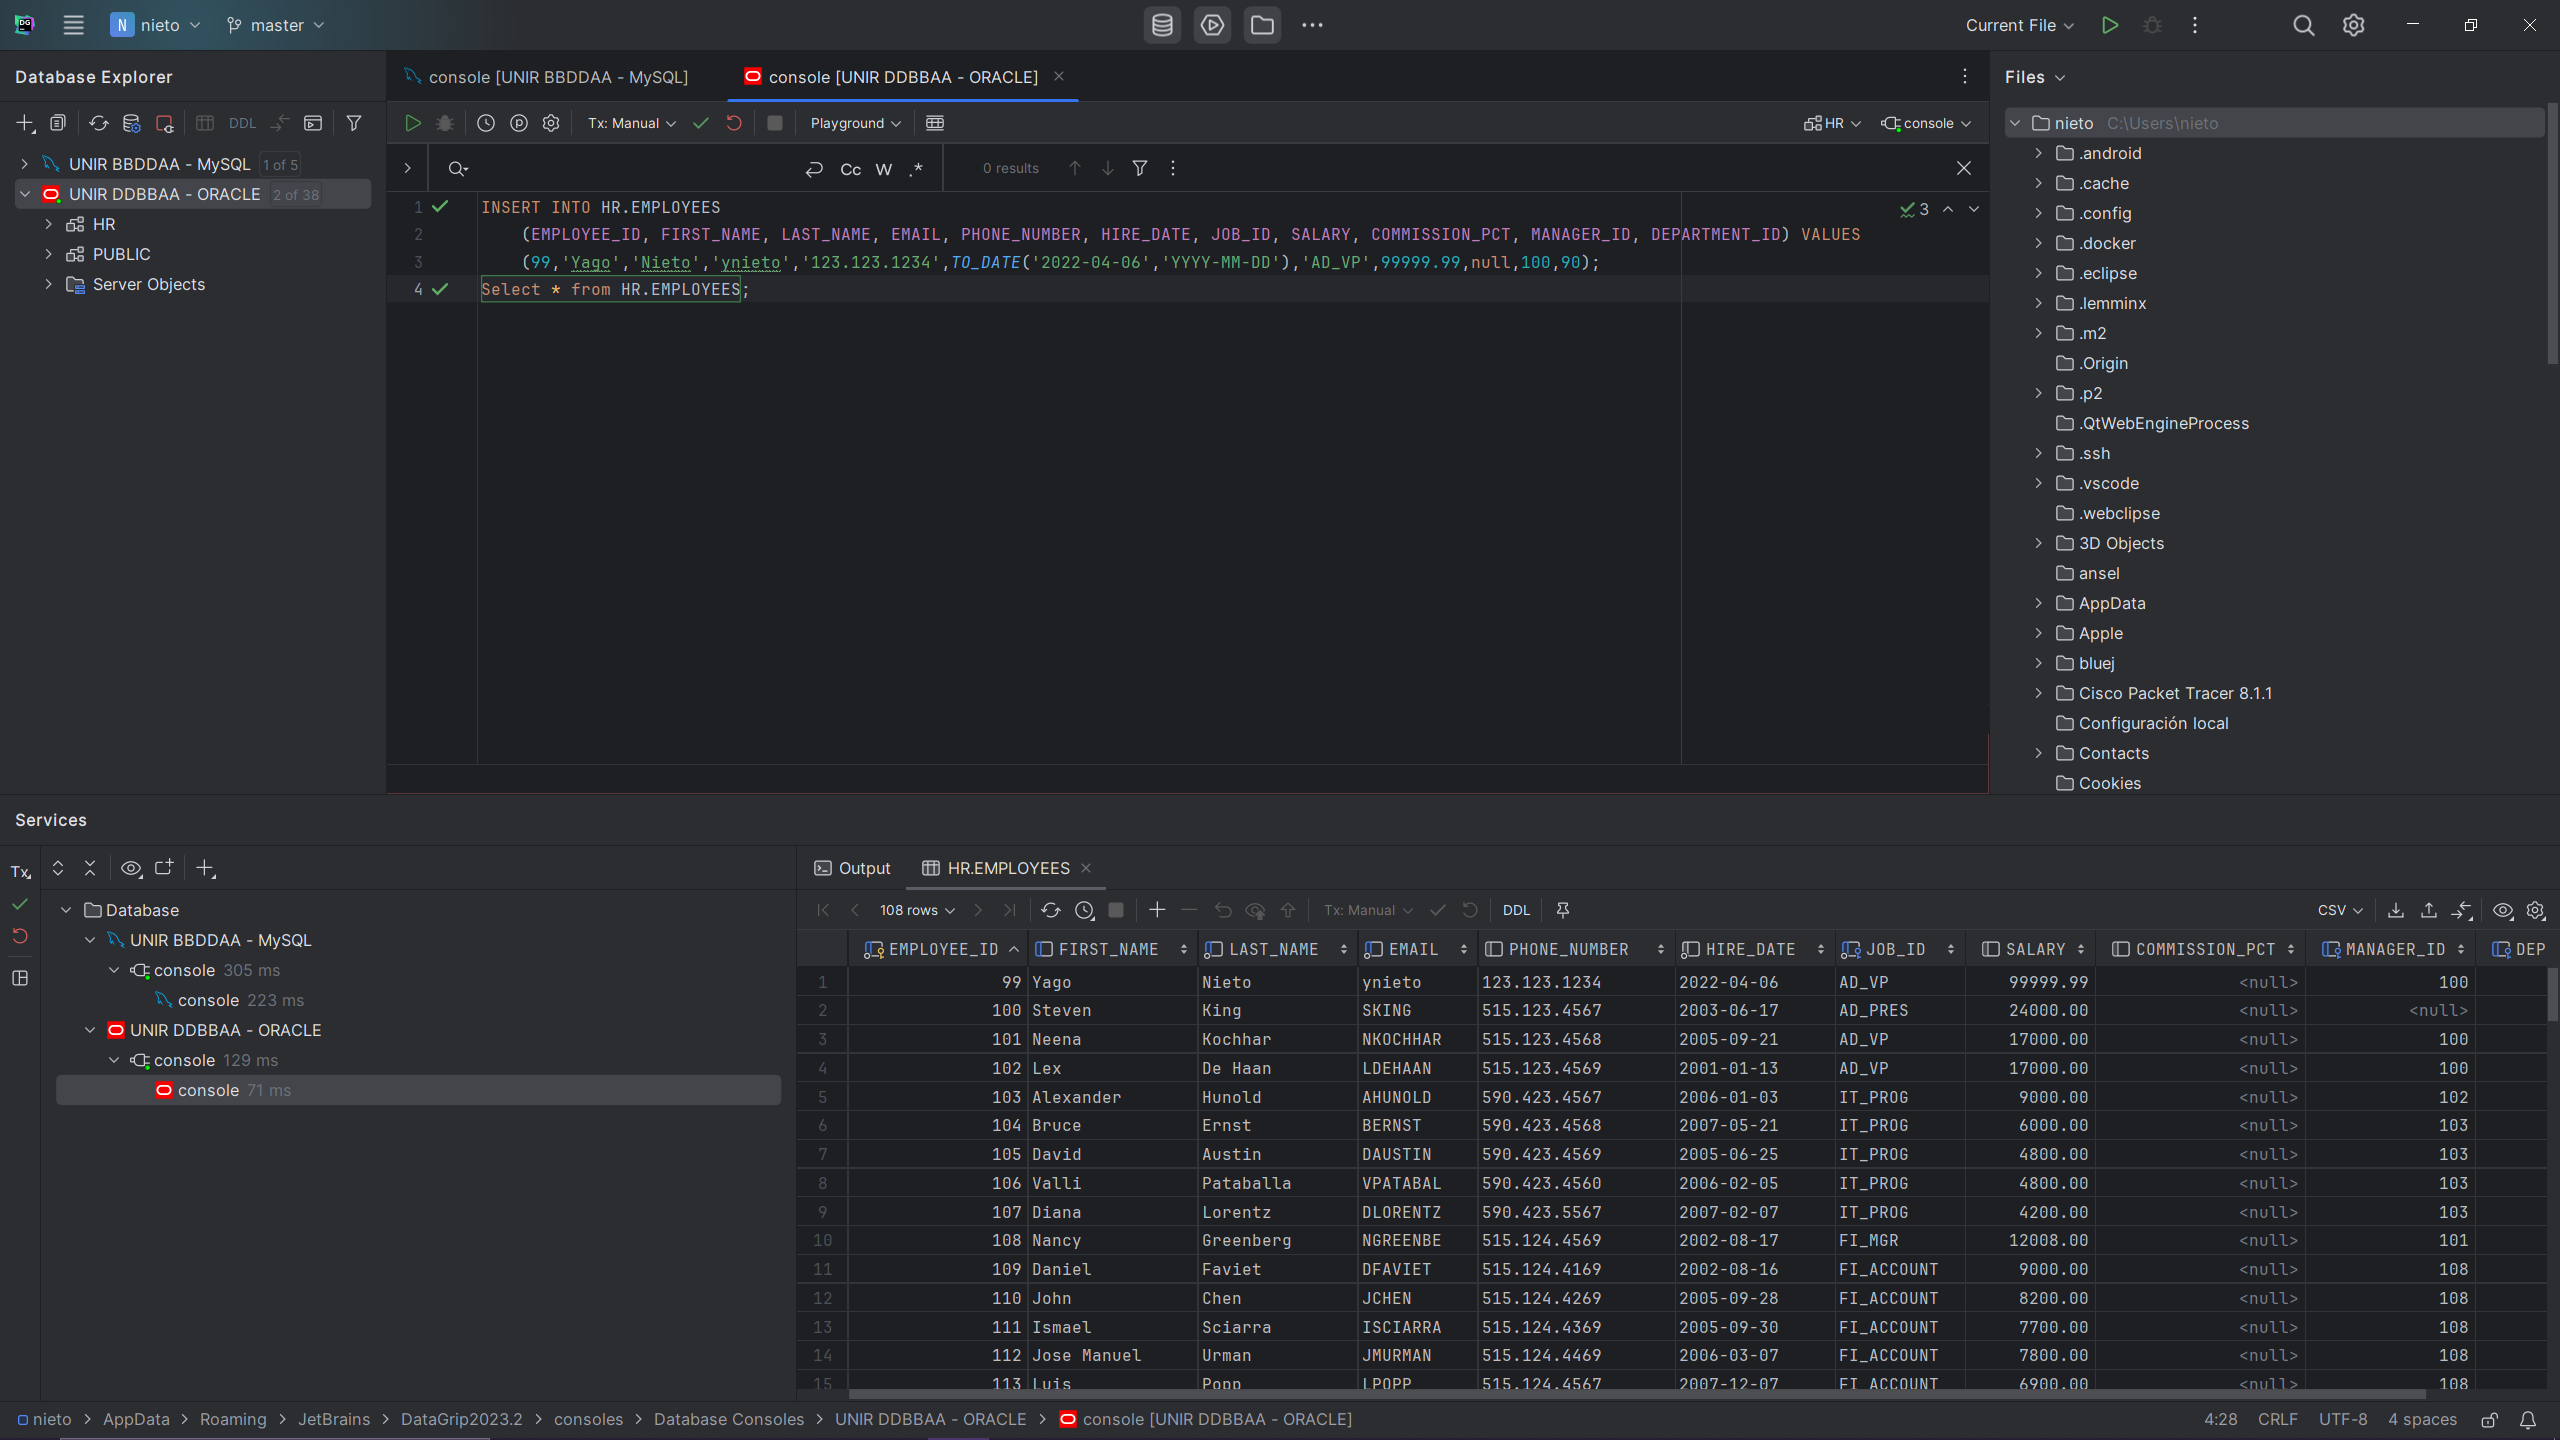 N nieto master Current File
Database Explorer
DDL
UNIR BBDDAA - MySQL 1 of 5
UNIR DDBBAA - ORACLE 2 of 38
HR
PUBLIC
Server Objects
console [UNIR BBDDAA - MySQL] console [UNIR DDBBAA - ORACLE]
Tx: Manual Playground HR console
Cc W .* 0 results
1 INSERT INTO HR.EMPLOYEES 3
2 (EMPLOYEE_ID, FIRST_NAME, LAST_NAME, EMAIL, PHONE_NUMBER, HIRE_DATE, JOB_ID, SALARY, COMMISSION_PCT, MANAGER_ID, DEPARTMENT_ID) VALUES
3 (99,'Yago','Nieto','ynieto','123.123.1234',TO_DATE('2022-04-06','YYYY-MM-DD'),'AD_VP',99999.99,null,100,90);
4 Select * from HR.EMPLOYEES;
Files
nieto C:\Users\nieto
.android
.cache
.config
.docker
.eclipse
.lemminx
.m2
.Origin
.p2
.QtWebEngineProcess
.ssh
.vscode
.webclipse
3D Objects
ansel
AppData
Apple
bluej
Cisco Packet Tracer 8.1.1
Configuración local
Contacts
Cookies
Services
Tx
Database
UNIR BBDDAA - MySQL
console 305 ms
console 223 ms
UNIR DDBBAA - ORACLE
console 129 ms
console 71 ms
Output HR.EMPLOYEES
108 rows Tx: Manual DDL CSV
EMPLOYEE_ID FIRST_NAME LAST_NAME EMAIL PHONE_NUMBER HIRE_DATE JOB_ID SALARY COMMISSION_PCT MANAGER_ID DEP
1 99 Yago Nieto ynieto 123.123.1234 2022-04-06 AD_VP 99999.99 <null> 100
2 100 Steven King SKING 515.123.4567 2003-06-17 AD_PRES 24000.00 <null> <null>
3 101 Neena Kochhar NKOCHHAR 515.123.4568 2005-09-21 AD_VP 17000.00 <null> 100
4 102 Lex De Haan LDEHAAN 515.123.4569 2001-01-13 AD_VP 17000.00 <null> 100
5 103 Alexander Hunold AHUNOLD 590.423.4567 2006-01-03 IT_PROG 9000.00 <null> 102
6 104 Bruce Ernst BERNST 590.423.4568 2007-05-21 IT_PROG 6000.00 <null> 103
7 105 David Austin DAUSTIN 590.423.4569 2005-06-25 IT_PROG 4800.00 <null> 103
8 106 Valli Pataballa VPATABAL 590.423.4560 2006-02-05 IT_PROG 4800.00 <null> 103
9 107 Diana Lorentz DLORENTZ 590.423.5567 2007-02-07 IT_PROG 4200.00 <null> 103
10 108 Nancy Greenberg NGREENBE 515.124.4569 2002-08-17 FI_MGR 12008.00 <null> 101
11 109 Daniel Faviet DFAVIET 515.124.4169 2002-08-16 FI_ACCOUNT 9000.00 <null> 108
12 110 John Chen JCHEN 515.124.4269 2005-09-28 FI_ACCOUNT 8200.00 <null> 108
13 111 Ismael Sciarra ISCIARRA 515.124.4369 2005-09-30 FI_ACCOUNT 7700.00 <null> 108
14 112 Jose Manuel Urman JMURMAN 515.124.4469 2006-03-07 FI_ACCOUNT 7800.00 <null> 108
15 113 Luis Popp LPOPP 515.124.4567 2007-12-07 FI_ACCOUNT 6900.00 <null> 108
nieto > AppData > Roaming > JetBrains > DataGrip2023.2 > consoles > Database Consoles > UNIR DDBBAA - ORACLE > console [UNIR DDBBAA - ORACLE] 4:28 CRLF UTF-8 4 spaces